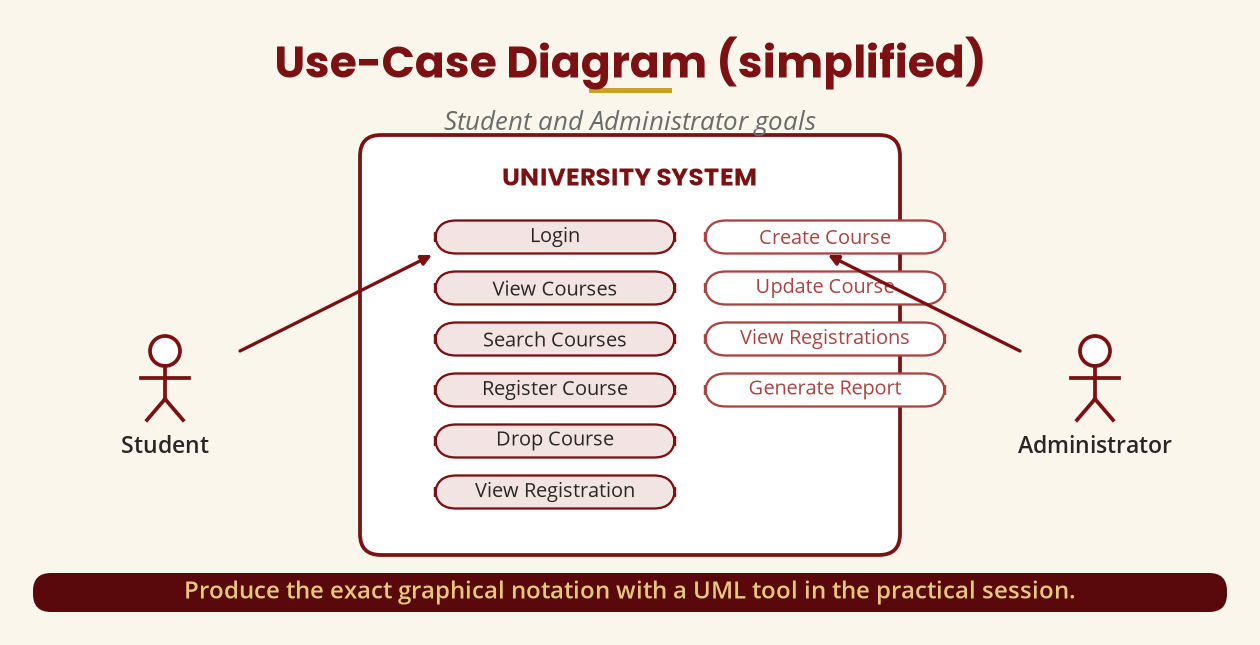 Use-Case Diagram (simplified)
Student and Administrator goals
UNIVERSITY SYSTEM
Login
Create Course
View Courses
Update Course
Search Courses
View Registrations
Register Course
Generate Report
Drop Course
View Registration
Student
Administrator
Produce the exact graphical notation with a UML tool in the practical session.